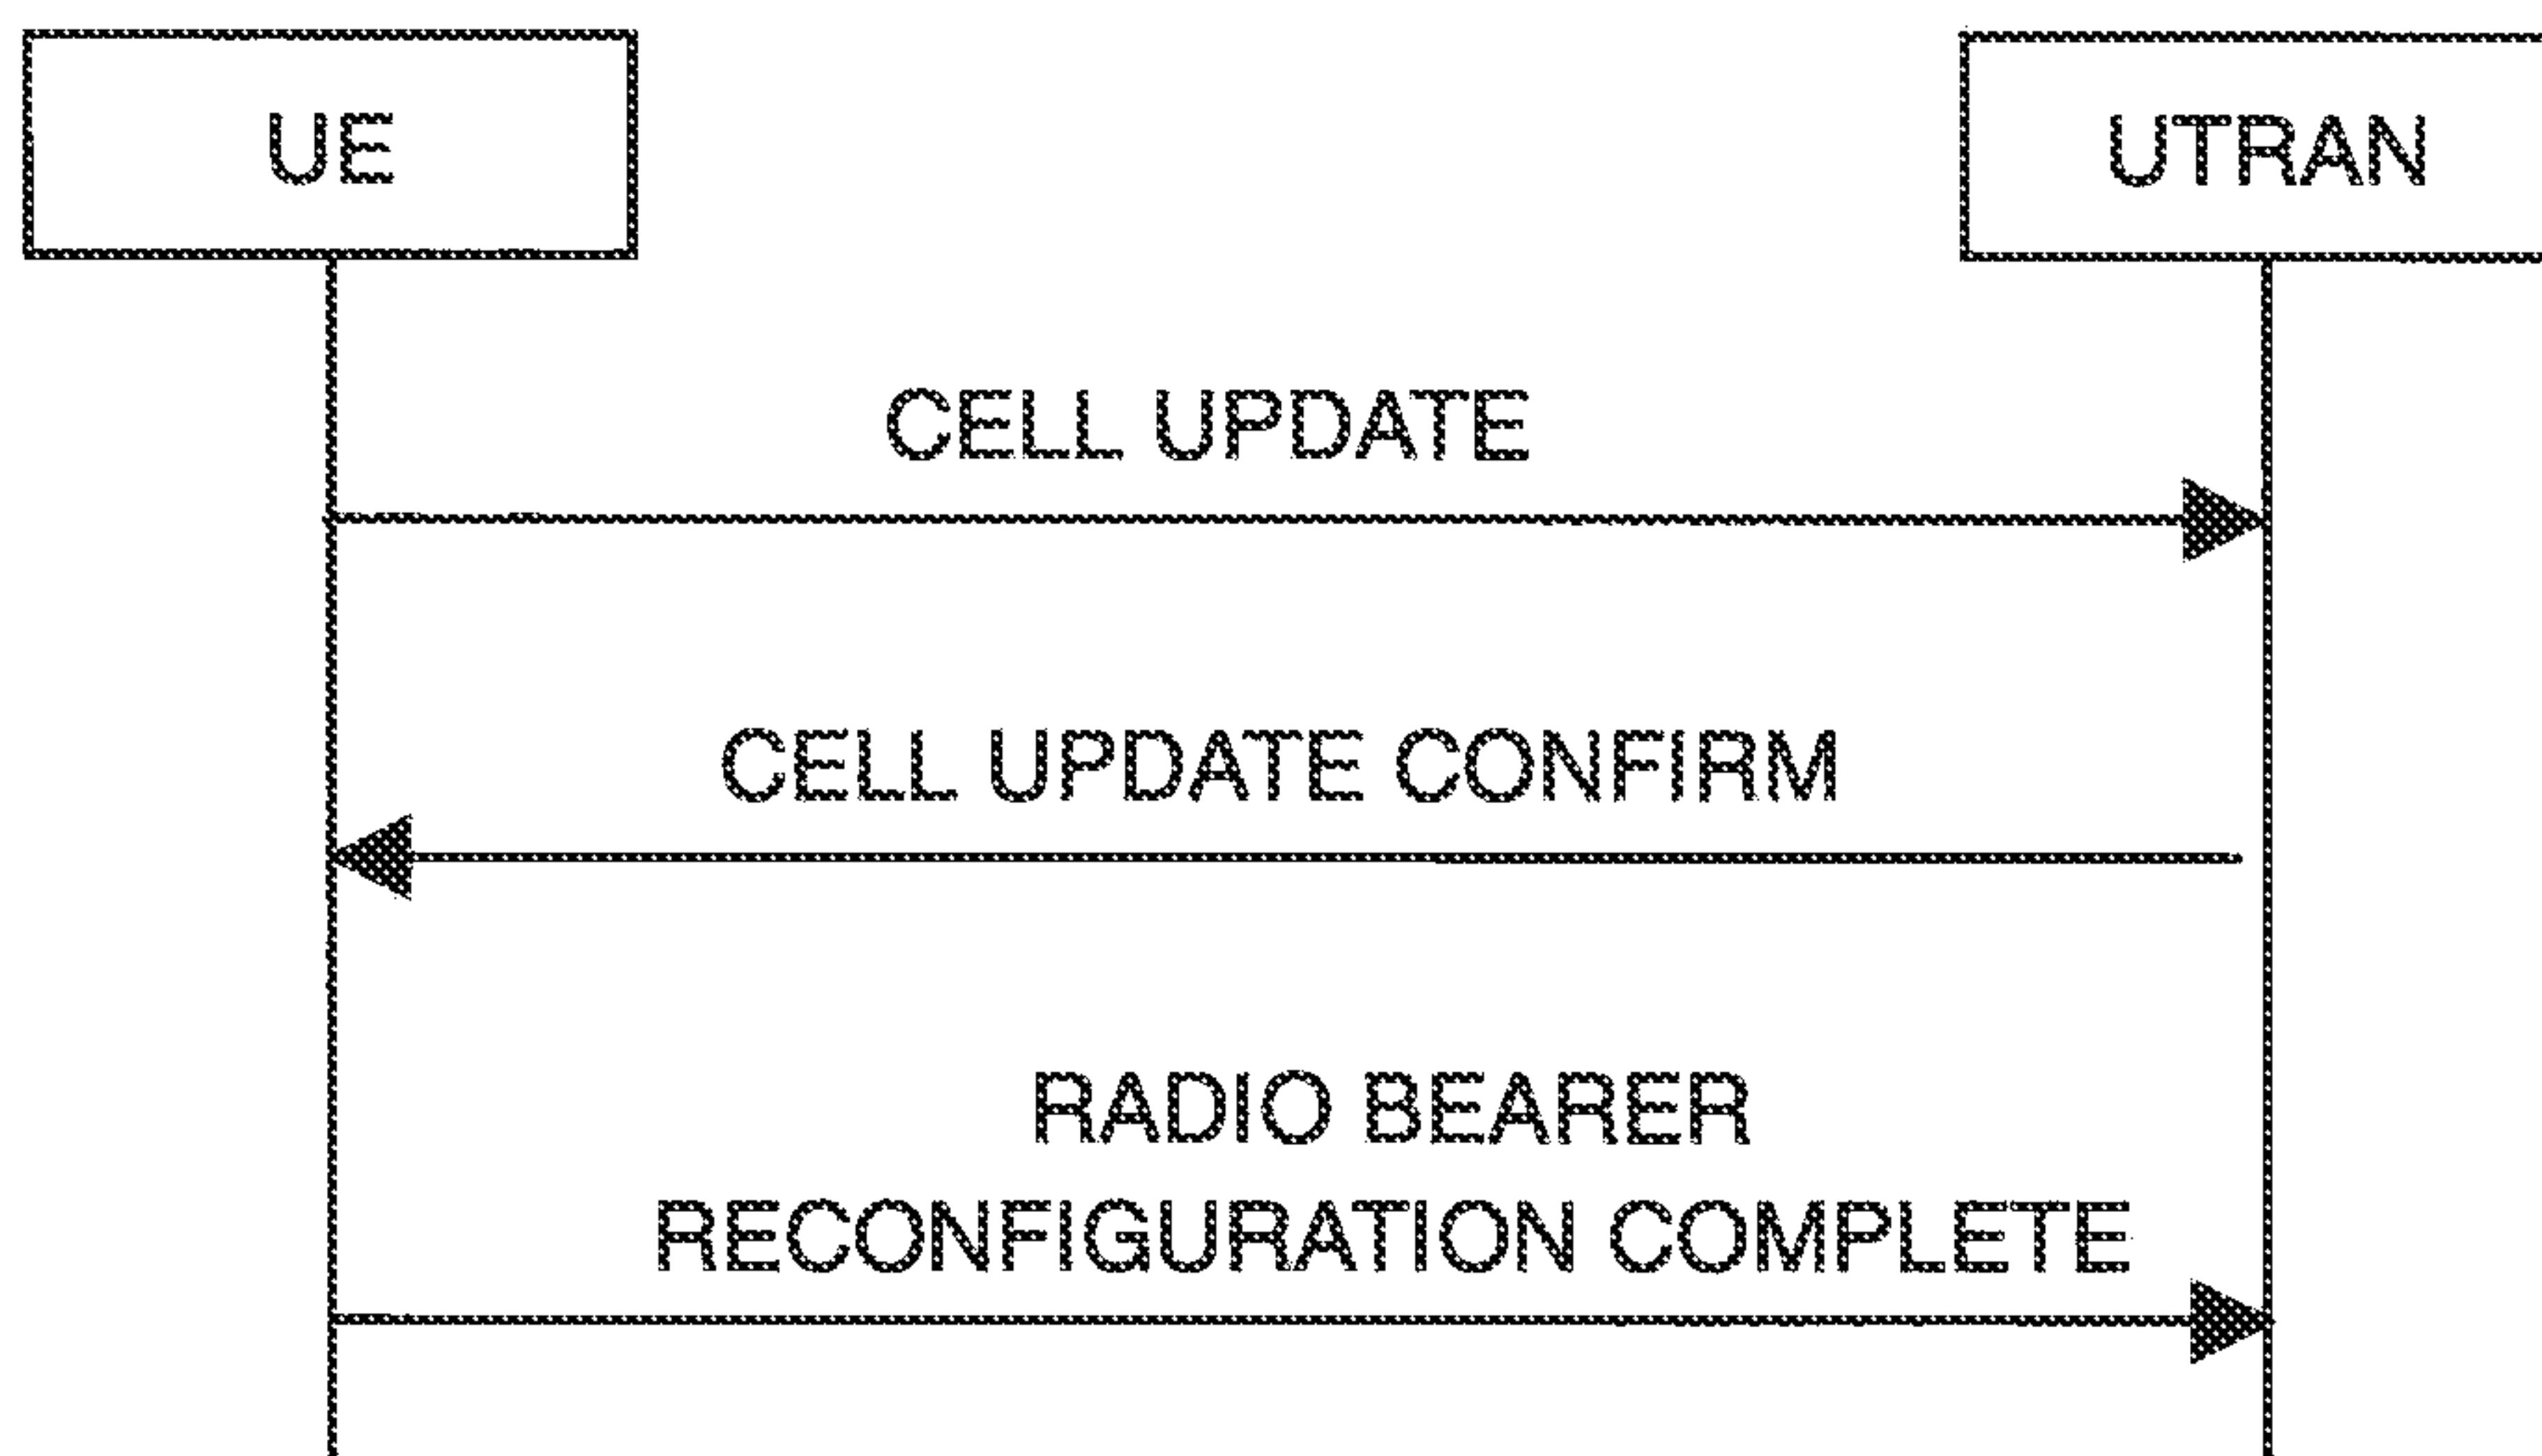 UE
UTRAN
CELL UPDATE
CELL UPDATE CONFIRM
RADIO BEARER
RECONFIGURATION COMPLETE